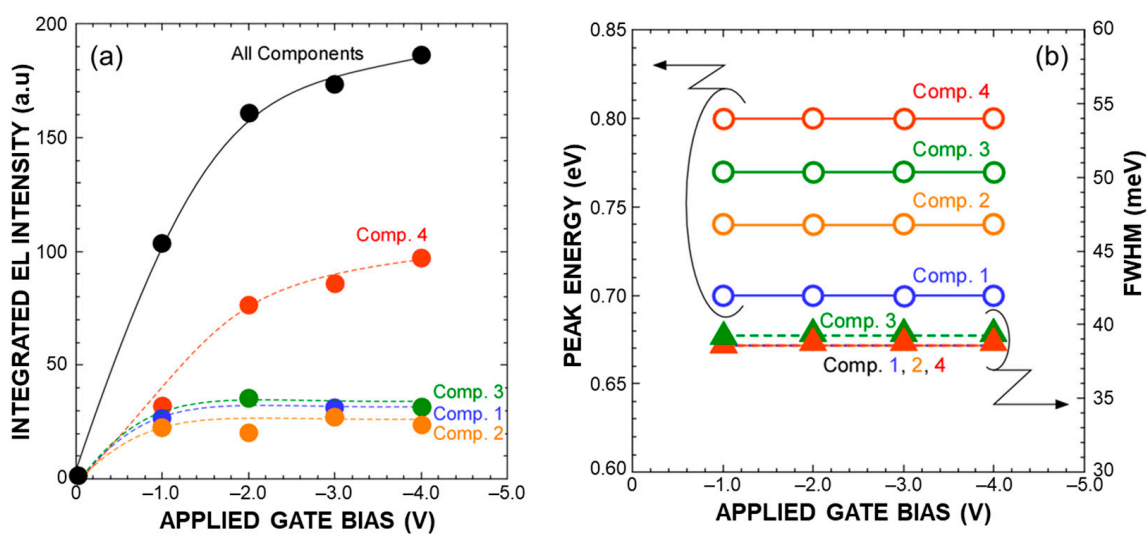 (a)
All Components
Comp. 4
Comp. 3
Comp. 1
Comp. 2
INTEGRATED EL INTENSITY (a.u)
200
150
100
50
0
0 –1.0 –2.0 –3.0 –4.0 –5.0
APPLIED GATE BIAS (V)
(b)
Comp. 4
Comp. 3
Comp. 2
Comp. 1
Comp. 3
Comp. 1, 2, 4
PEAK ENERGY (eV)
0.85
0.80
0.75
0.70
0.65
0.60
FWHM (meV)
60
55
50
45
40
35
30
0 –1.0 –2.0 –3.0 –4.0 –5.0
APPLIED GATE BIAS (V)